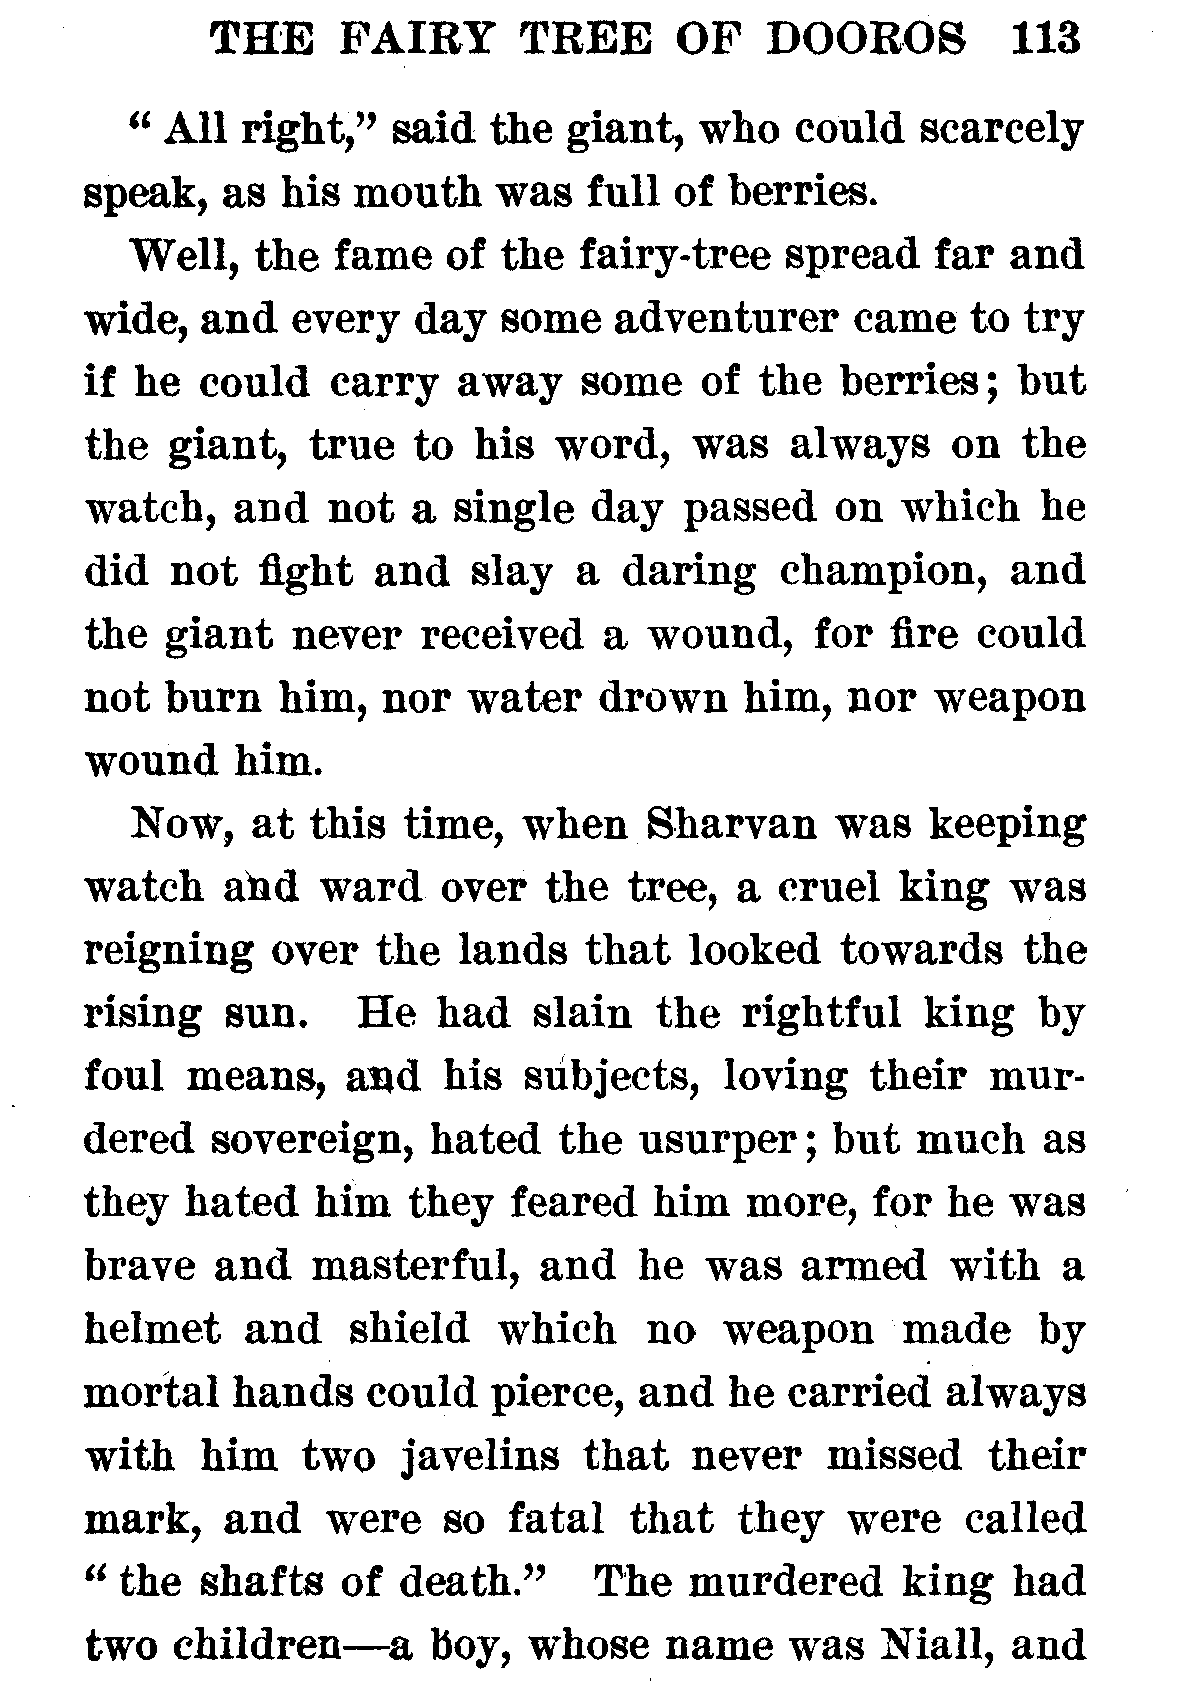 THE FAIRY TREE OF DOOROS 113
“ All right,” said the giant, who could scarcely
speak, as his mouth was full of berries.
Well, the fame of the fairy-tree spread far and
wide, and every day some adventurer came to try
if he could carry away some of the berries; but
the giant, true to his word, was always on the
watch, and not a single day passed on which he
did not fight and slay a daring champion, and
the giant never received a wound, for fire could
not burn him, nor water drown him, nor weapon
wound him.
Now, at this time, when Sharvan was keeping
watch and ward over the tree, a cruel king was
reigning over the lands that looked towards the
rising sun. He had slain the rightful king by
foul means, and his subjects, loving their mur-
dered sovereign, hated the usurper; but much as
they hated him they feared him more, for he was
brave and masterful, and he was armed with a
helmet and shield which no weapon made by
mortal hands could pierce, and he carried always
with him two javelins that never missed their
mark, and were so fatal that they were called
“ the shafts of death.” The murdered king had
two children—a boy, whose name was Niall, and